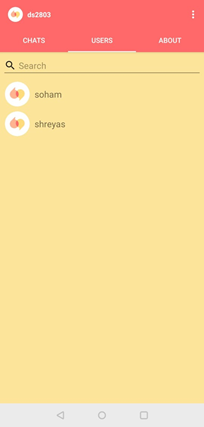 ds2803
CHATS USERS ABOUT
Search
soham
shreyas